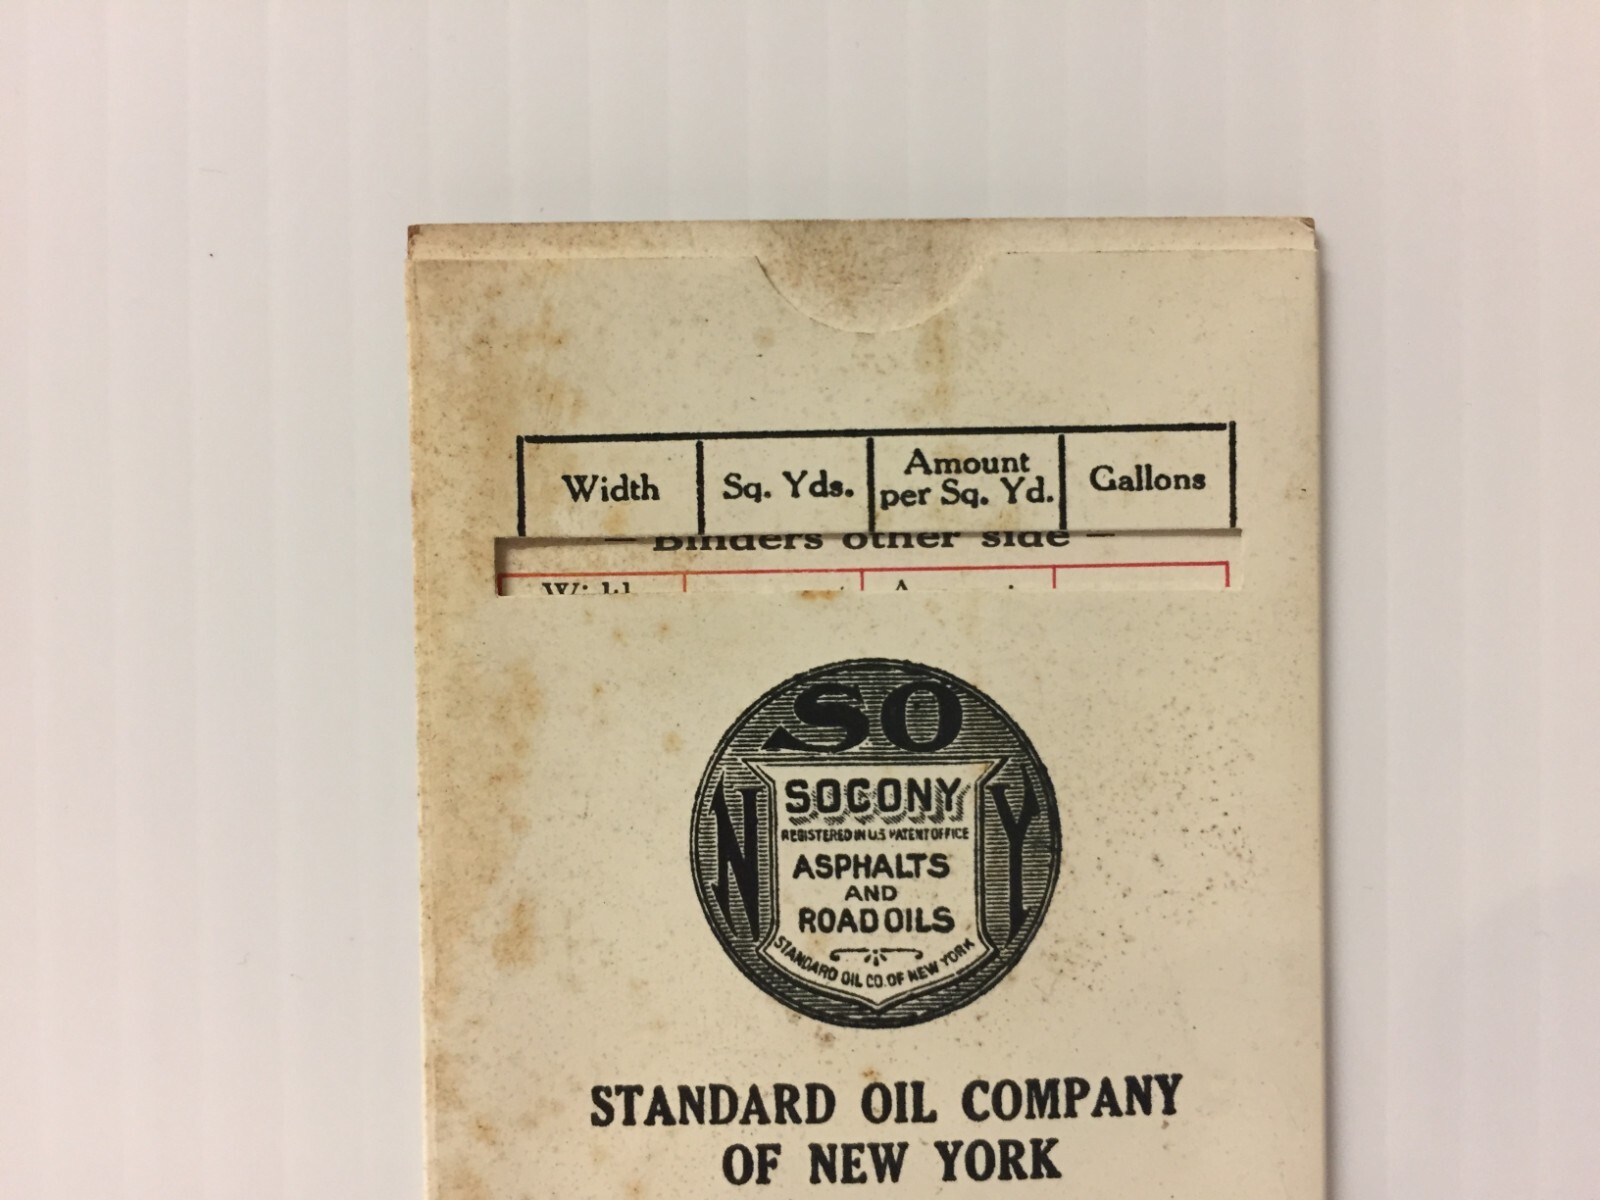 Width Sq. Yds. Amount per Sq. Yd. Gallons
— Binders other side —
SO
N Y
SOCONY
REGISTERED IN U.S. PATENT OFFICE
ASPHALTS
AND
ROAD OILS
STANDARD OIL CO. OF NEW YORK
STANDARD OIL COMPANY
OF NEW YORK